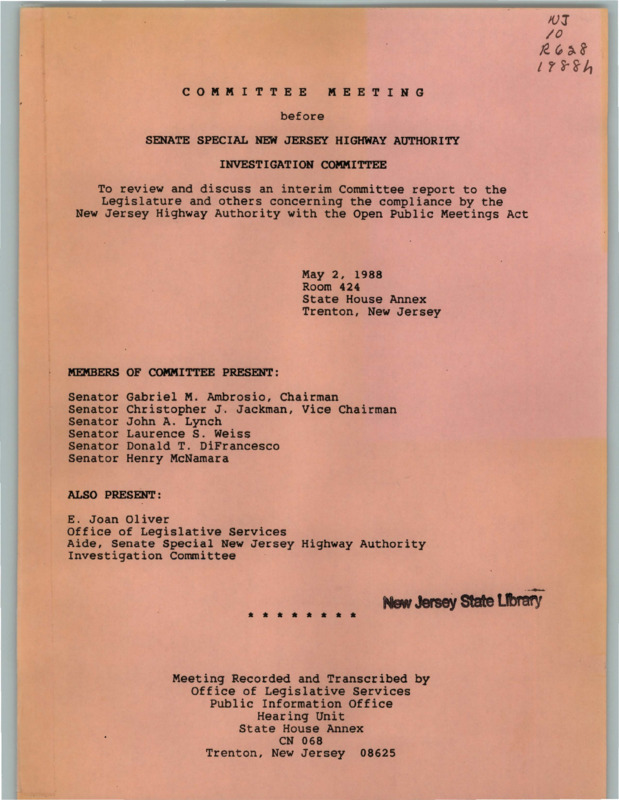 NJ
10
R628
1988h
COMMITTEE MEETING
before
SENATE SPECIAL NEW JERSEY HIGHWAY AUTHORITY
INVESTIGATION COMMITTEE
To review and discuss an interim Committee report to the
Legislature and others concerning the compliance by the
New Jersey Highway Authority with the Open Public Meetings Act
May 2, 1988
Room 424
State House Annex
Trenton, New Jersey
MEMBERS OF COMMITTEE PRESENT:
Senator Gabriel M. Ambrosio, Chairman
Senator Christopher J. Jackman, Vice Chairman
Senator John A. Lynch
Senator Laurence S. Weiss
Senator Donald T. DiFrancesco
Senator Henry McNamara
ALSO PRESENT:
E. Joan Oliver
Office of Legislative Services
Aide, Senate Special New Jersey Highway Authority
Investigation Committee
New Jersey State Library
* * * * * * * *
Meeting Recorded and Transcribed by
Office of Legislative Services
Public Information Office
Hearing Unit
State House Annex
CN 068
Trenton, New Jersey 08625